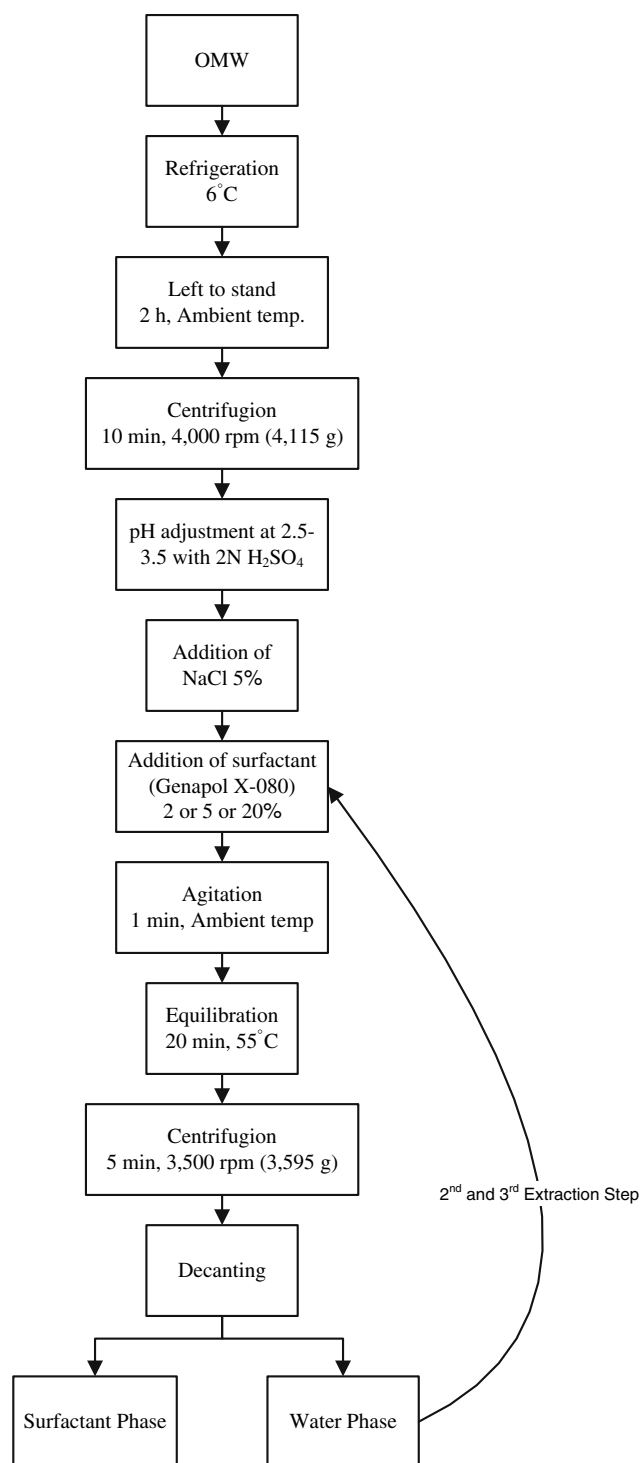 OMW
Refrigeration
6°C
Left to stand
2 h, Ambient temp.
Centrifugion
10 min, 4,000 rpm (4,115 g)
pH adjustment at 2.5-
3.5 with 2N H₂SO₄
Addition of
NaCl 5%
Addition of surfactant
(Genapol X-080)
2 or 5 or 20%
Agitation
1 min, Ambient temp
Equilibration
20 min, 55°C
Centrifugion
5 min, 3,500 rpm (3,595 g)
2nd and 3rd Extraction Step
Decanting
Surfactant Phase
Water Phase